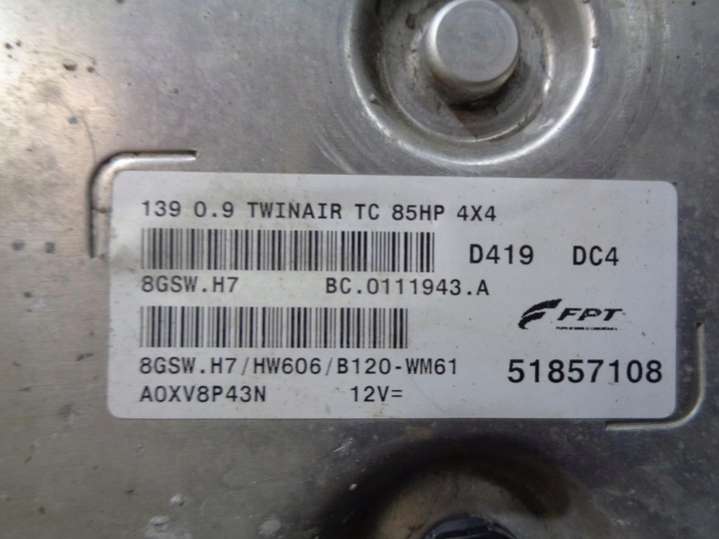 139 0.9 TWINAIR TC 85HP 4X4
D419 DC4
8GSW.H7 BC.0111943.A
FPT
8GSW.H7/HW606/B120-WM61
51857108
A0XV8P43N 12V=